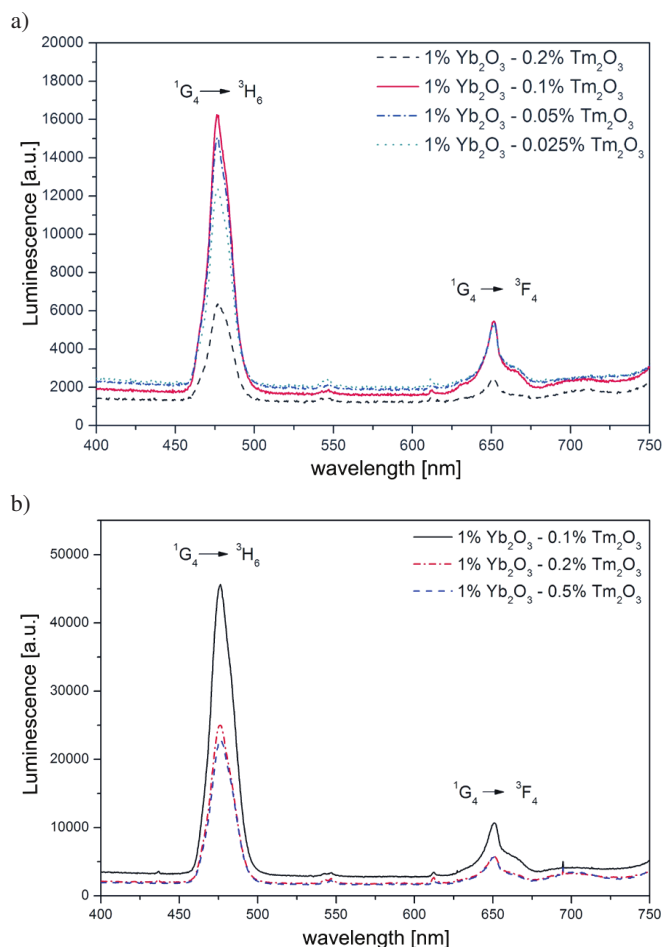 a)
20000
18000
16000
14000
12000
10000
8000
6000
4000
2000
0
Luminescence [a.u.]
¹G₄ → ³H₆
1% Yb₂O₃ - 0.2% Tm₂O₃
1% Yb₂O₃ - 0.1% Tm₂O₃
1% Yb₂O₃ - 0.05% Tm₂O₃
1% Yb₂O₃ - 0.025% Tm₂O₃
¹G₄ → ³F₄
400 450 500 550 600 650 700 750
wavelength [nm]
b)
50000
40000
30000
20000
10000
0
Luminescence [a.u.]
¹G₄ → ³H₆
1% Yb₂O₃ - 0.1% Tm₂O₃
1% Yb₂O₃ - 0.2% Tm₂O₃
1% Yb₂O₃ - 0.5% Tm₂O₃
¹G₄ → ³F₄
400 450 500 550 600 650 700 750
wavelength [nm]